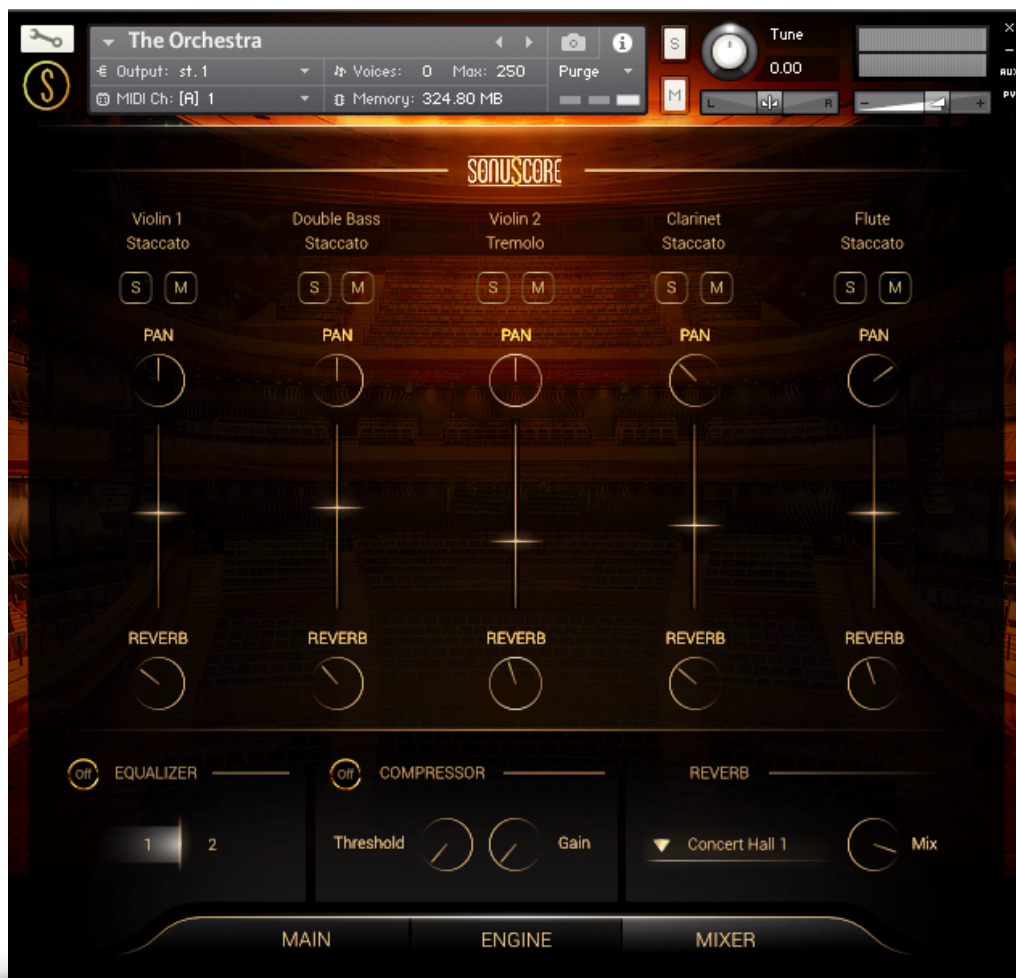 The Orchestra
Output: st.1 Voices: 0 Max: 250 Purge
MIDI Ch: [A] 1 Memory: 324.80 MB
S
M
Tune
0.00
L R
- +
×
-
AUX
PV
S
SONUSCORE
Violin 1 Double Bass Violin 2 Clarinet Flute
Staccato Staccato Tremolo Staccato Staccato
S M S M S M S M S M
PAN PAN PAN PAN PAN
REVERB REVERB REVERB REVERB REVERB
Off EQUALIZER Off COMPRESSOR REVERB
1 2 Threshold Gain Concert Hall 1 Mix
MAIN ENGINE MIXER